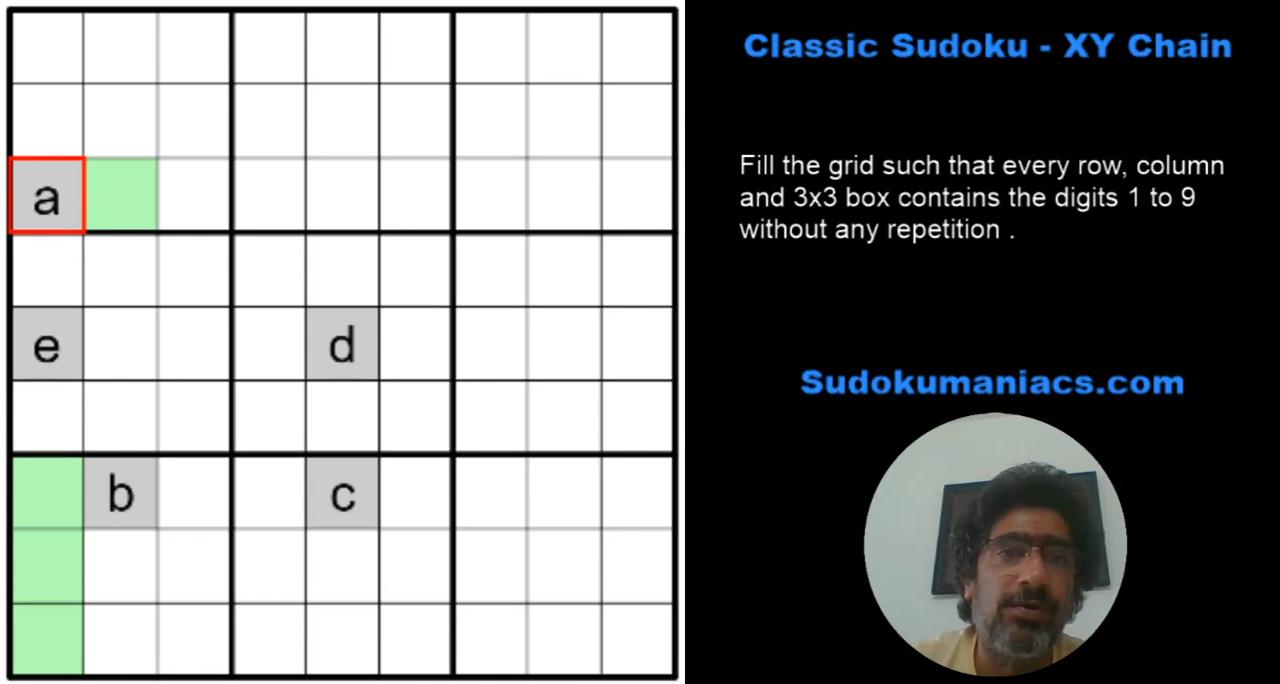 Classic Sudoku - XY Chain
Fill the grid such that every row, column
and 3x3 box contains the digits 1 to 9
without any repetition .
Sudokumaniacs.com
a
e d
b c